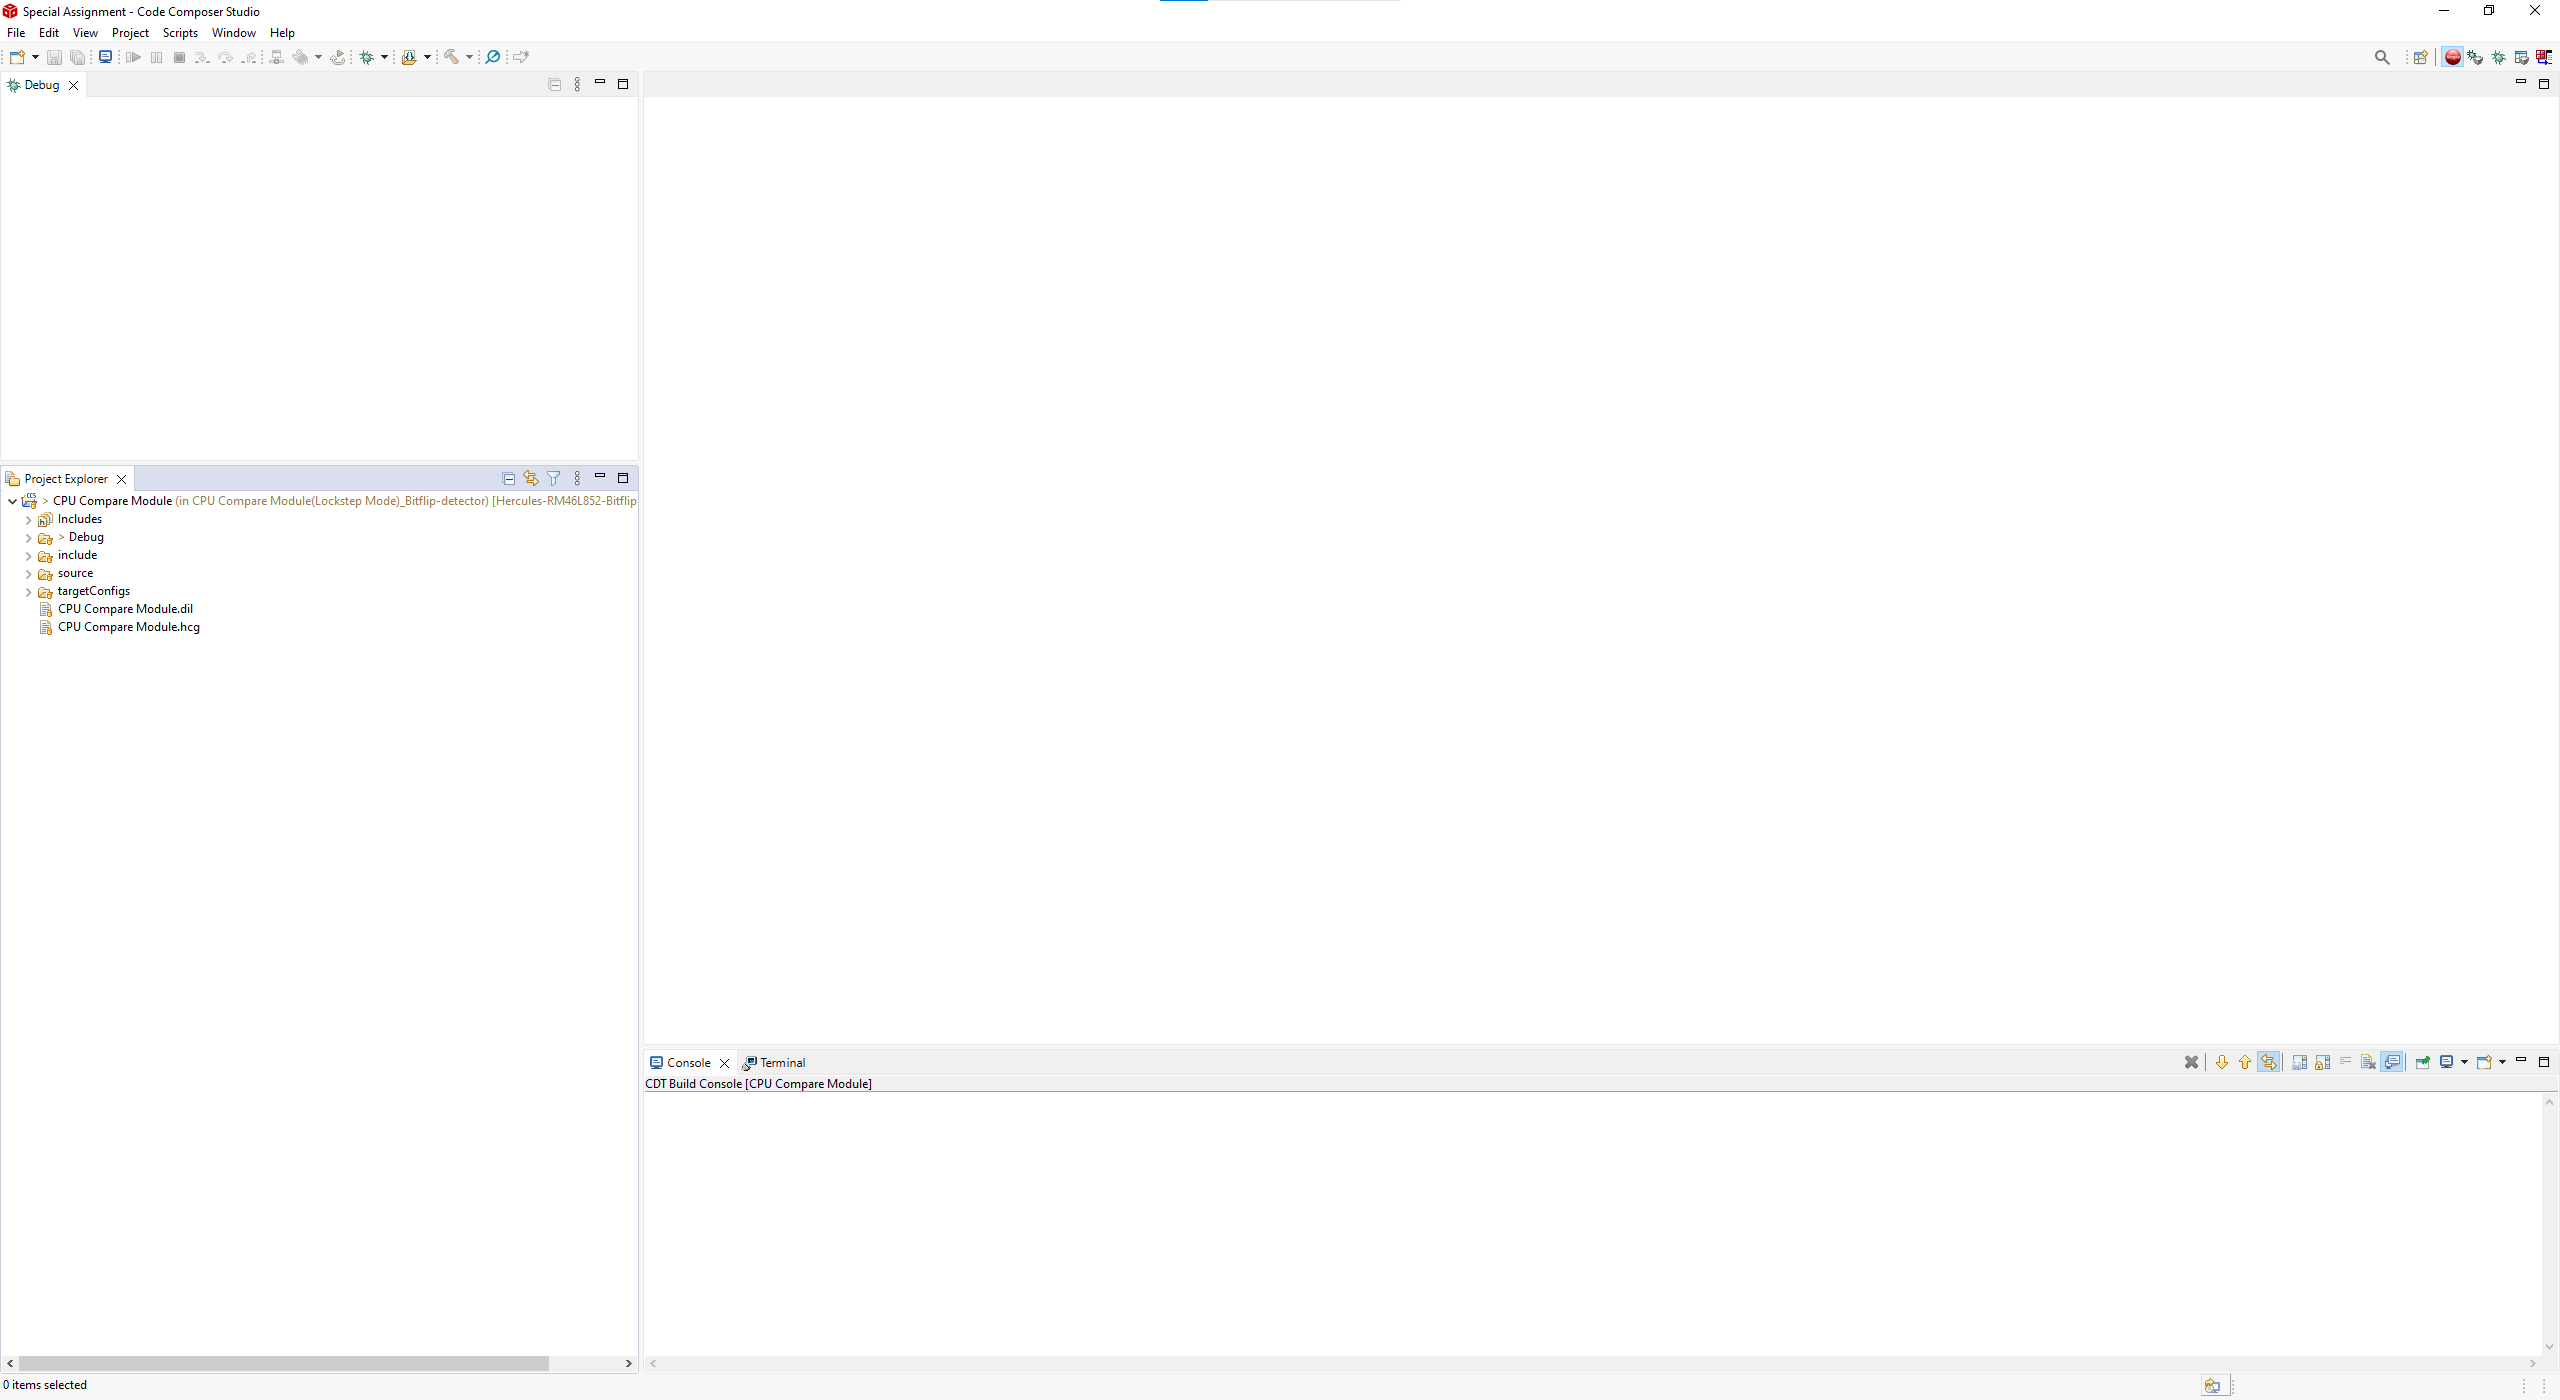 Special Assignment - Code Composer Studio
File Edit View Project Scripts Window Help
Debug
Project Explorer
> CPU Compare Module (in CPU Compare Module(Lockstep Mode)_Bitflip-detector) [Hercules-RM46L852-Bitflip
Includes
> Debug
include
source
targetConfigs
CPU Compare Module.dil
CPU Compare Module.hcg
Console Terminal
CDT Build Console [CPU Compare Module]
0 items selected